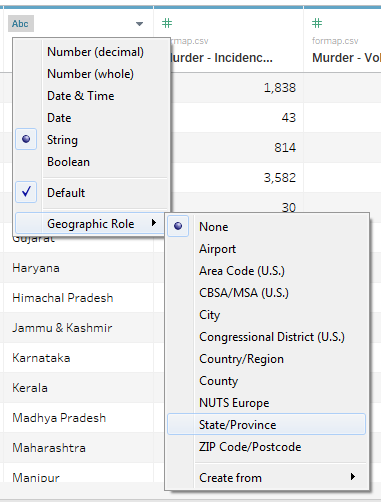 Abc
# #
formap.csv formap.csv
Murder - Incidenc... Murder - Vol
Number (decimal)
Number (whole)
Date & Time
Date
String
Boolean
Default
Geographic Role
1,838
43
814
3,582
30
None
Airport
Area Code (U.S.)
CBSA/MSA (U.S.)
City
Congressional District (U.S.)
Country/Region
County
NUTS Europe
State/Province
ZIP Code/Postcode
Create from
Gujarat
Haryana
Himachal Pradesh
Jammu & Kashmir
Karnataka
Kerala
Madhya Pradesh
Maharashtra
Manipur